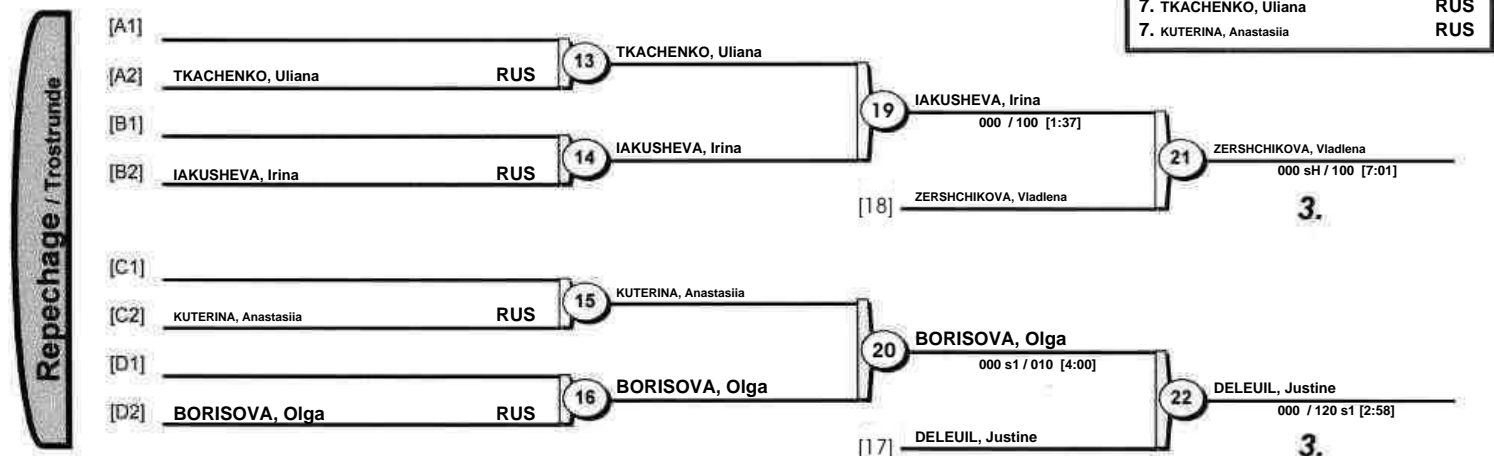 7. TKACHENKO, Uliana RUS
7. KUTERINA, Anastasiia RUS
Repechage / Trostrunde
[A1]
[A2] TKACHENKO, Uliana RUS
13 TKACHENKO, Uliana
[B1]
[B2] IAKUSHEVA, Irina RUS
14 IAKUSHEVA, Irina
19 IAKUSHEVA, Irina
000 / 100 [1:37]
[18] ZERSHCHIKOVA, Vladlena
21 ZERSHCHIKOVA, Vladlena
000 sH / 100 [7:01]
3.
[C1]
[C2] KUTERINA, Anastasiia RUS
15 KUTERINA, Anastasiia
[D1]
[D2] BORISOVA, Olga RUS
16 BORISOVA, Olga
20 BORISOVA, Olga
000 s1 / 010 [4:00]
[17] DELEUIL, Justine
22 DELEUIL, Justine
000 / 120 s1 [2:58]
3.